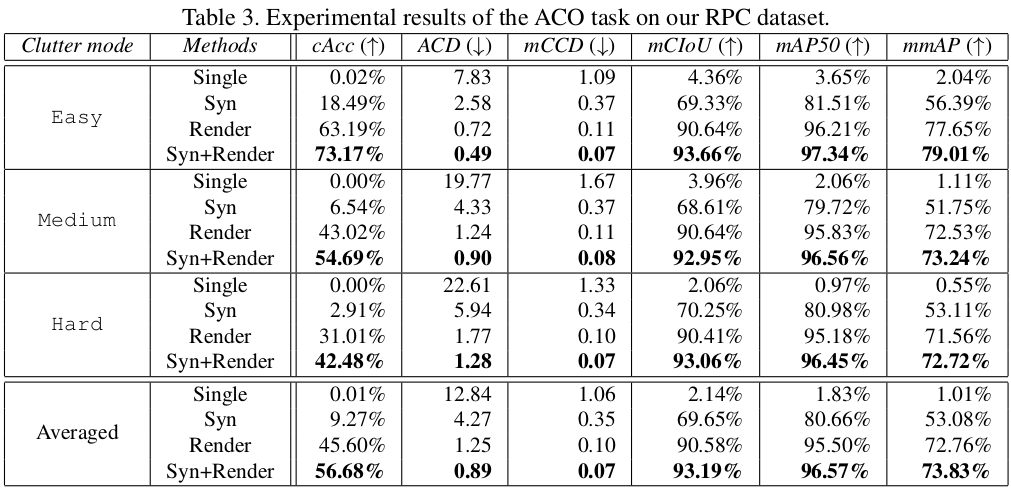 Table 3. Experimental results of the ACO task on our RPC dataset.
Clutter mode Methods cAcc (↑) ACD (↓) mCCD (↓) mCIoU (↑) mAP50 (↑) mmAP (↑)
Single 0.02% 7.83 1.09 4.36% 3.65% 2.04%
Syn 18.49% 2.58 0.37 69.33% 81.51% 56.39%
Easy
Render 63.19% 0.72 0.11 90.64% 96.21% 77.65%
Syn+Render 73.17% 0.49 0.07 93.66% 97.34% 79.01%
Single 0.00% 19.77 1.67 3.96% 2.06% 1.11%
Syn 6.54% 4.33 0.37 68.61% 79.72% 51.75%
Medium
Render 43.02% 1.24 0.11 90.64% 95.83% 72.53%
Syn+Render 54.69% 0.90 0.08 92.95% 96.56% 73.24%
Single 0.00% 22.61 1.33 2.06% 0.97% 0.55%
Syn 2.91% 5.94 0.34 70.25% 80.98% 53.11%
Hard
Render 31.01% 1.77 0.10 90.41% 95.18% 71.56%
Syn+Render 42.48% 1.28 0.07 93.06% 96.45% 72.72%
Single 0.01% 12.84 1.06 2.14% 1.83% 1.01%
Syn 9.27% 4.27 0.35 69.65% 80.66% 53.08%
Averaged
Render 45.60% 1.25 0.10 90.58% 95.50% 72.76%
Syn+Render 56.68% 0.89 0.07 93.19% 96.57% 73.83%